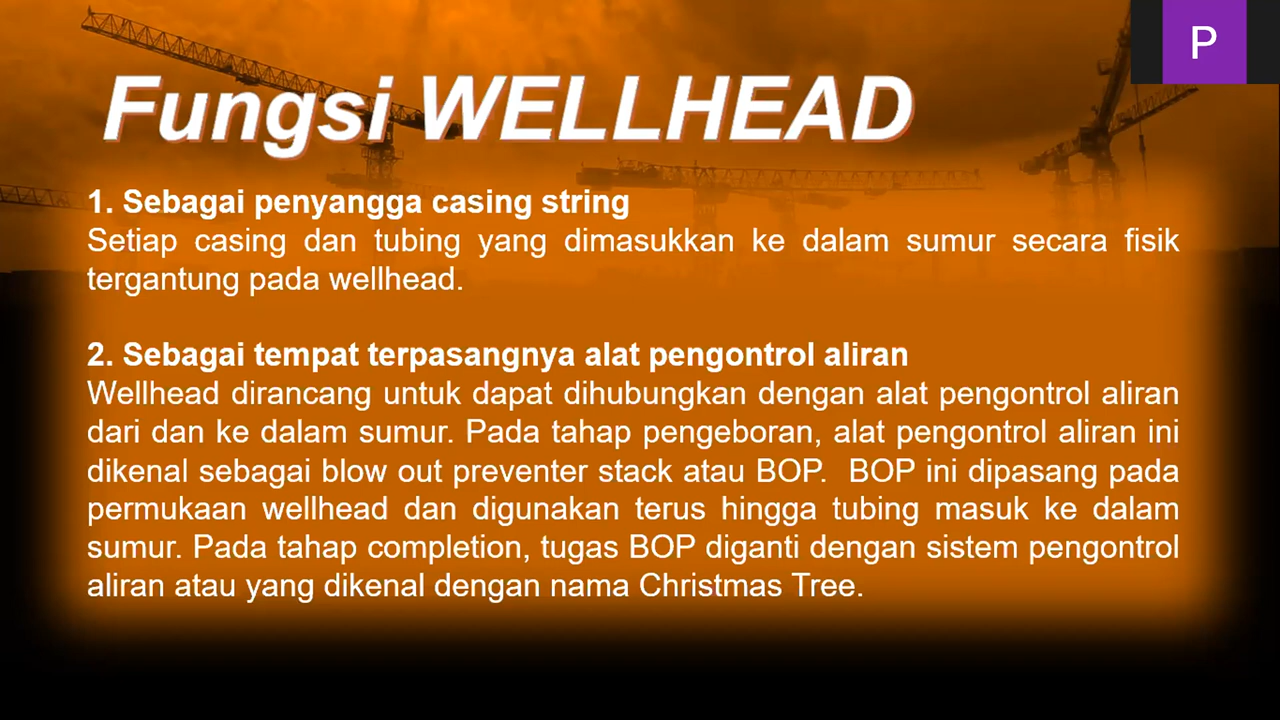 P
Fungsi WELLHEAD
1. Sebagai penyangga casing string
Setiap casing dan tubing yang dimasukkan ke dalam sumur secara fisik
tergantung pada wellhead.
2. Sebagai tempat terpasangnya alat pengontrol aliran
Wellhead dirancang untuk dapat dihubungkan dengan alat pengontrol aliran
dari dan ke dalam sumur. Pada tahap pengeboran, alat pengontrol aliran ini
dikenal sebagai blow out preventer stack atau BOP.  BOP ini dipasang pada
permukaan wellhead dan digunakan terus hingga tubing masuk ke dalam
sumur. Pada tahap completion, tugas BOP diganti dengan sistem pengontrol
aliran atau yang dikenal dengan nama Christmas Tree.